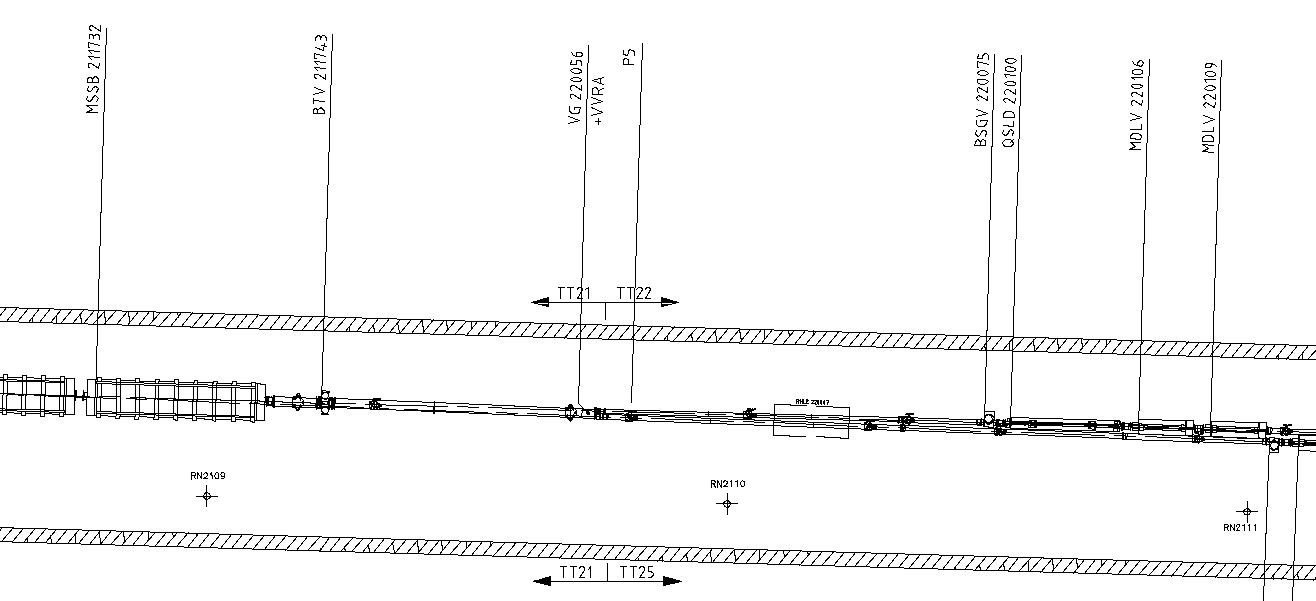 MSSB 211732
BTV 211743
VG 220056
+VVRA
P5
BSGV 220075
QSLD 220100
MDLV 220106
MDLV 220109
TT21
TT22
RN2109
RN2110
RN2111
TT21
TT25